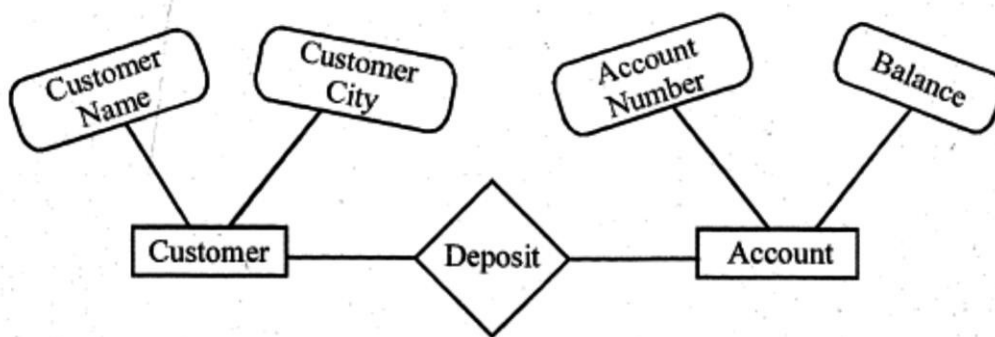 Customer
Name
Customer
City
Account
Number
Balance
Customer
Deposit
Account